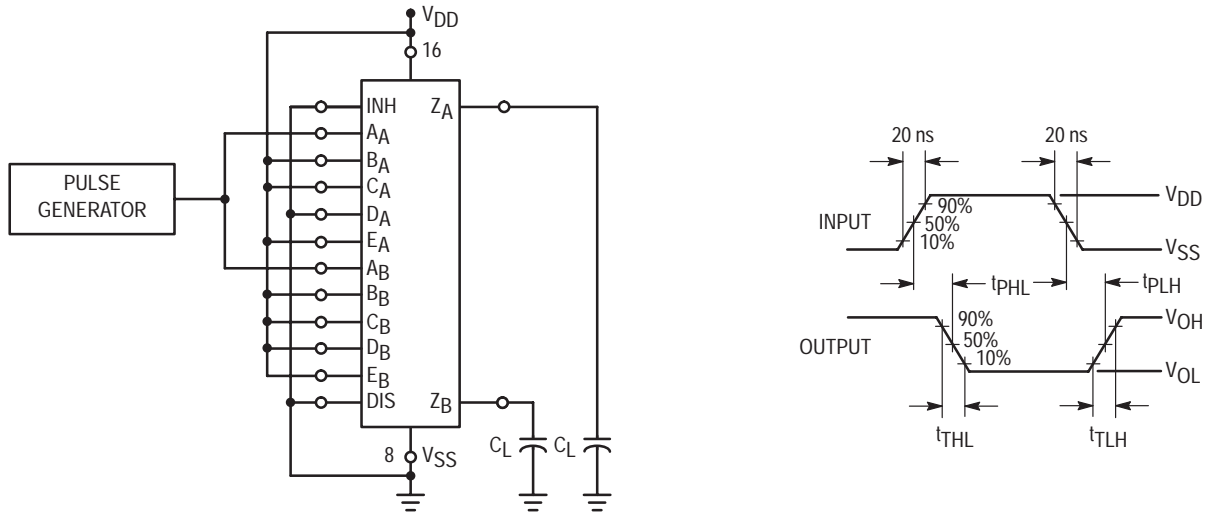 VDD
16
INH ZA
AA
BA
CA
DA
EA
AB
BB
CB
DB
EB
DIS ZB
PULSE
GENERATOR
8 VSS
CL CL
20 ns 20 ns
INPUT
90%
50%
10%
VDD
VSS
tPHL tPLH
OUTPUT
90%
50%
10%
VOH
VOL
tTHL tTLH